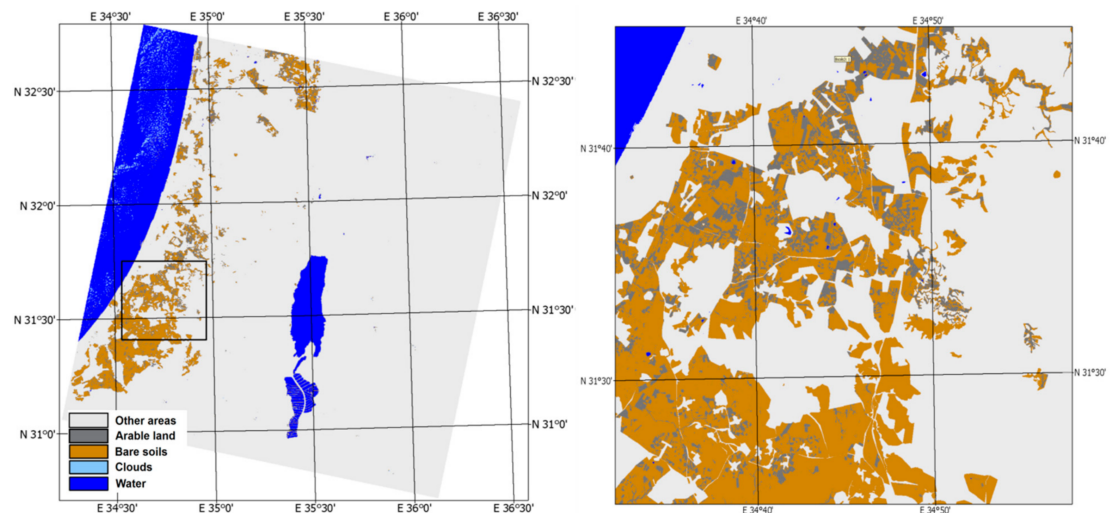 E 34°30' E 35°0' E 35°30' E 36°0' E 36°30'
N 32°30' N 32°30'
N 32°0' N 32°0'
N 31°30' N 31°30'
N 31°0' N 31°0'
Other areas
Arable land
Bare soils
Clouds
Water
E 34°30' E 35°0' E 35°30' E 36°0' E 36°30'
E 34°40' E 34°50'
N 31°40' N 31°40'
N 31°30' N 31°30'
E 34°40' E 34°50'